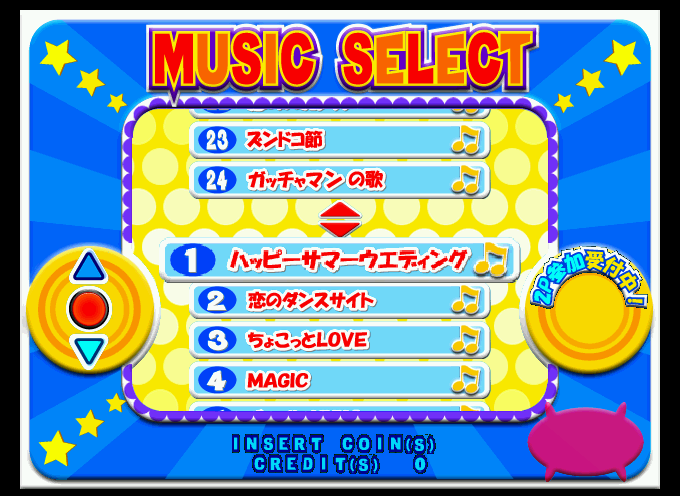 MUSIC SELECT
23 ズンドコ節
24 ガッチャマン の歌
1 ハッピーサマーウエディング
2 恋のダンスサイト
3 ちょこっとLOVE
4 MAGIC
2P参加受付中!
INSERT COIN(S)
CREDIT(S) 0